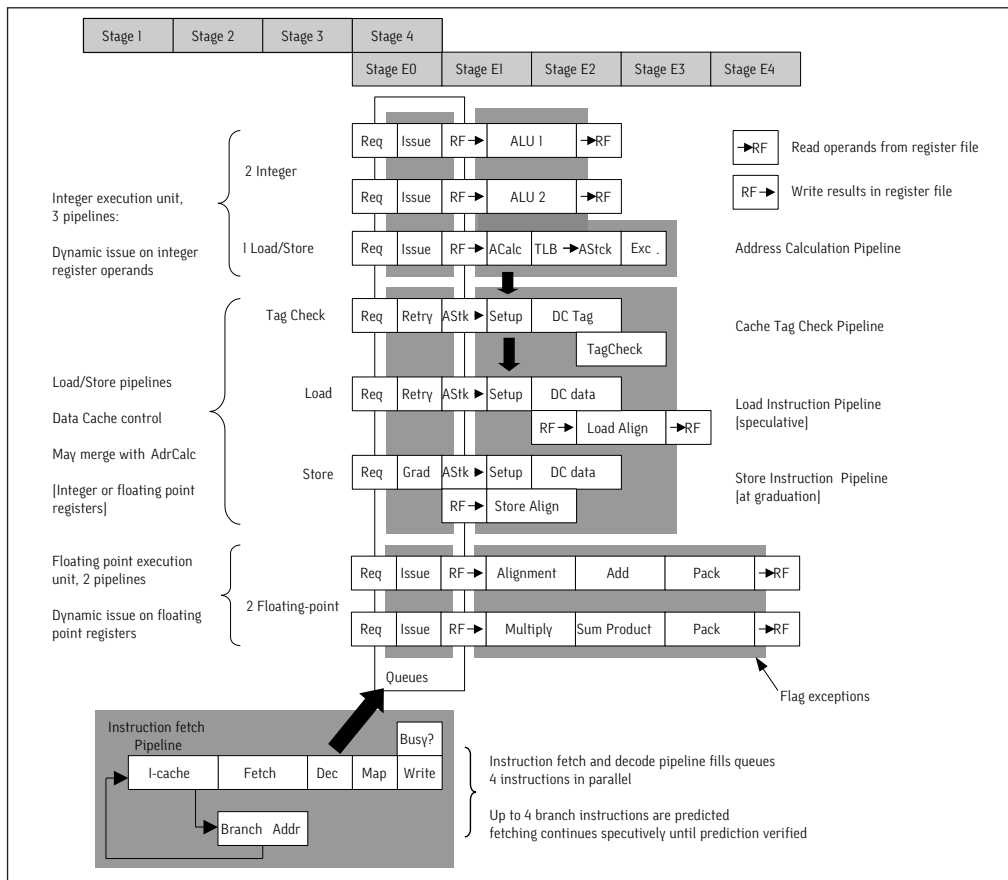 Stage 1 Stage 2 Stage 3 Stage 4
Stage E0 Stage E1 Stage E2 Stage E3 Stage E4
Req Issue RF ALU 1 RF
2 Integer
Req Issue RF ALU 2 RF
Integer execution unit,
3 pipelines:
Dynamic issue on integer
register operands
1 Load/Store
Req Issue RF ACalc TLB AStck Exc .
RF Read operands from register file
RF Write results in register file
Address Calculation Pipeline
Tag Check
Req Retry AStk Setup DC Tag
TagCheck
Cache Tag Check Pipeline
Load/Store pipelines
Data Cache control
May merge with AdrCalc
[Integer or floating point
registers]
Load
Req Retry AStk Setup DC data
RF Load Align RF
Load Instruction Pipeline
[speculative]
Store
Req Grad AStk Setup DC data
RF Store Align
Store Instruction Pipeline
[at graduation]
Floating point execution
unit, 2 pipelines
Dynamic issue on floating
point registers
2 Floating-point
Req Issue RF Alignment Add Pack RF
Req Issue RF Multiply Sum Product Pack RF
Queues
Flag exceptions
Instruction fetch
Pipeline
Busy?
I-cache Fetch Dec Map Write
Branch Addr
Instruction fetch and decode pipeline fills queues
4 instructions in parallel
Up to 4 branch instructions are predicted
fetching continues specutively until prediction verified